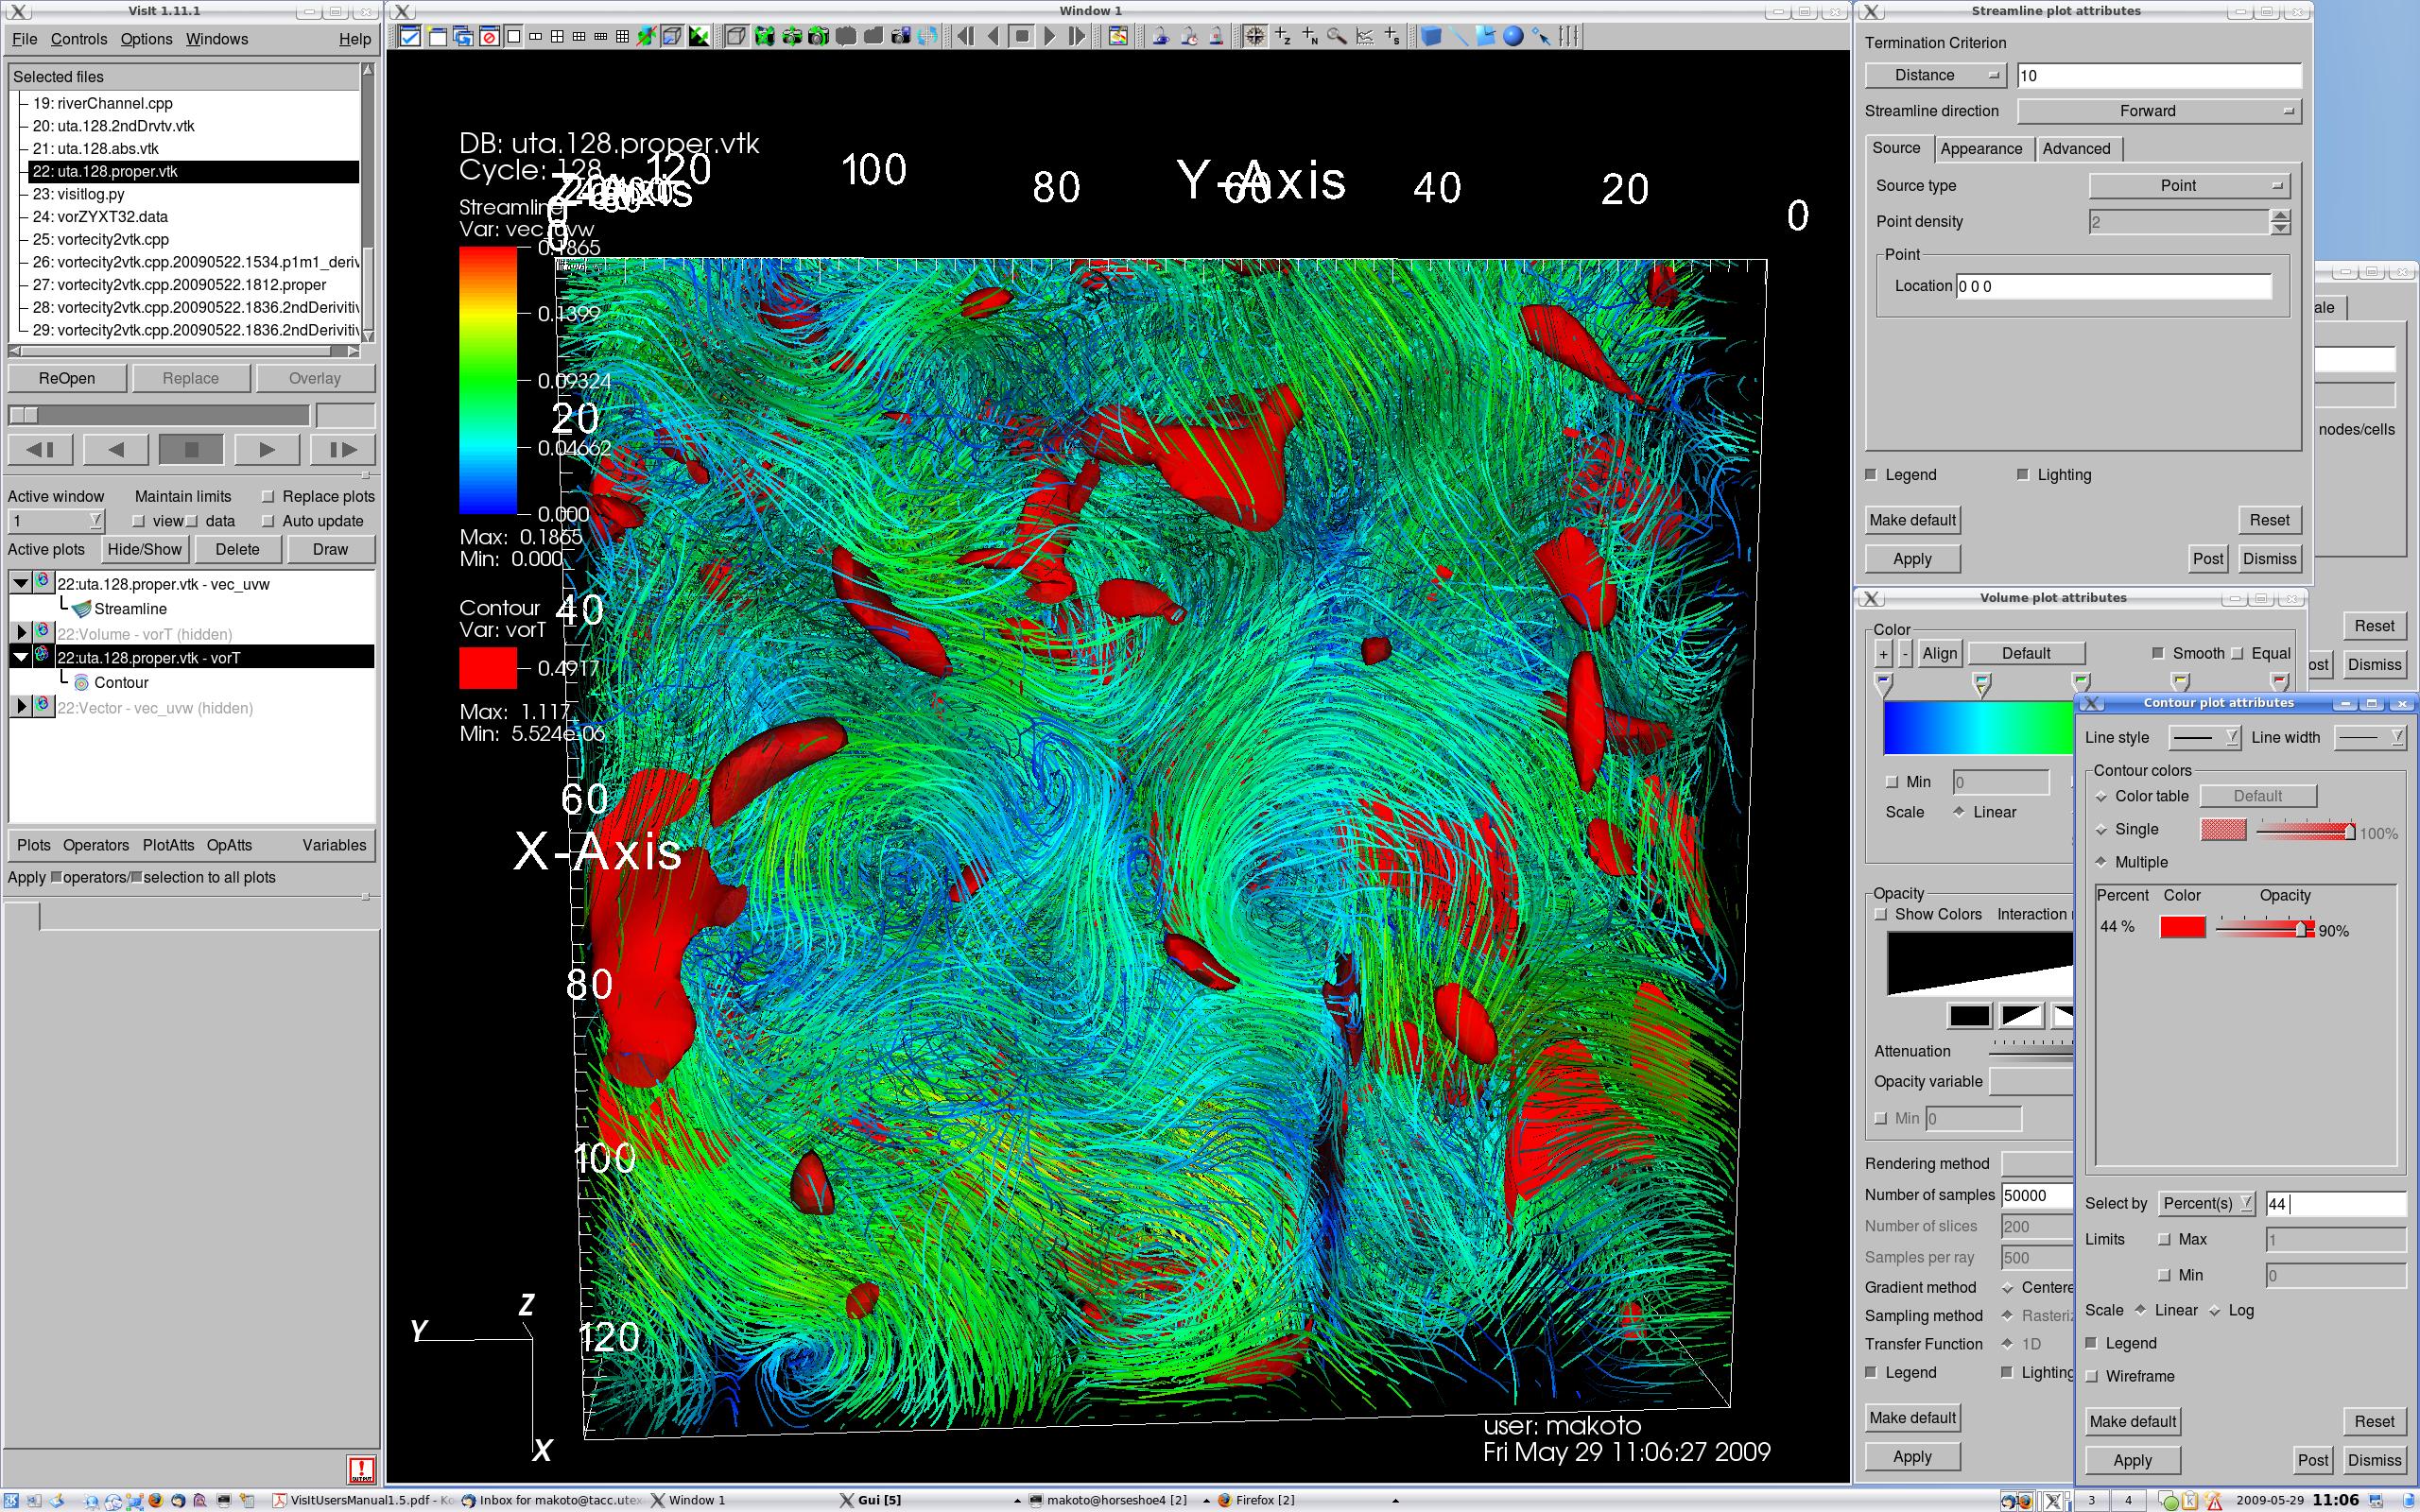 VisIt 1.11.1
File Controls Options Windows Help
Selected files
19: riverChannel.cpp
20: uta.128.2ndDrvtv.vtk
21: uta.128.abs.vtk
22: uta.128.proper.vtk
23: visitlog.py
24: vorZYXT32.data
25: vortecity2vtk.cpp
26: vortecity2vtk.cpp.20090522.1534.p1m1_deriv
27: vortecity2vtk.cpp.20090522.1812.proper
28: vortecity2vtk.cpp.20090522.1836.2ndDerivitiv
29: vortecity2vtk.cpp.20090522.1836.2ndDerivitiv
ReOpen Replace Overlay
Active window Maintain limits Replace plots
1 view data Auto update
Active plots Hide/Show Delete Draw
22:uta.128.proper.vtk - vec_uvw
Streamline
22:Volume - vorT (hidden)
22:uta.128.proper.vtk - vorT
Contour
22:Vector - vec_uvw (hidden)
Plots Operators PlotAtts OpAtts Variables
Apply operators/ selection to all plots
Window 1
DB: uta.128.proper.vtk
Cycle: 128
120 100 80 Y-Axis 60 40 20 0
Z-Axis
0
0
Streamline
Var: vec_uvw
0.1865
0.1399
0.09324
0.04662
0.000
Max: 0.1865
Min: 0.000
Contour
Var: vorT
0.4917
Max: 1.117
Min: 5.524e-06
20
40
60
X-Axis
80
100
120
Z
Y
X
user: makoto
Fri May 29 11:06:27 2009
Streamline plot attributes
Termination Criterion
Distance 10
Streamline direction Forward
Source Appearance Advanced
Source type Point
Point density 2
Point
Location 0 0 0
Legend Lighting
Make default Reset
Apply Post Dismiss
ale
nodes/cells
Reset
ost Dismiss
Volume plot attributes
Color
+ - Align Default Smooth Equal
Min 0
Scale Linear
Opacity
Show Colors Interaction
Attenuation
Opacity variable
Min 0
Rendering method
Number of samples 50000
Number of slices 200
Samples per ray 500
Gradient method Centere
Sampling method Rasteriz
Transfer Function 1D
Legend Lighting
Make default
Apply
Contour plot attributes
Line style Line width
Contour colors
Color table Default
Single 100%
Multiple
Percent Color Opacity
44 % 90%
Select by Percent(s) 44
Limits Max 1
Min 0
Scale Linear Log
Legend
Wireframe
Make default Reset
Apply Post Dismiss
VisItUsersManual1.5.pdf - K Inbox for makoto@tacc.utex Window 1 Gui [5] makoto@horseshoe4 [2] Firefox [2] 3 4 2009-05-29 11:06